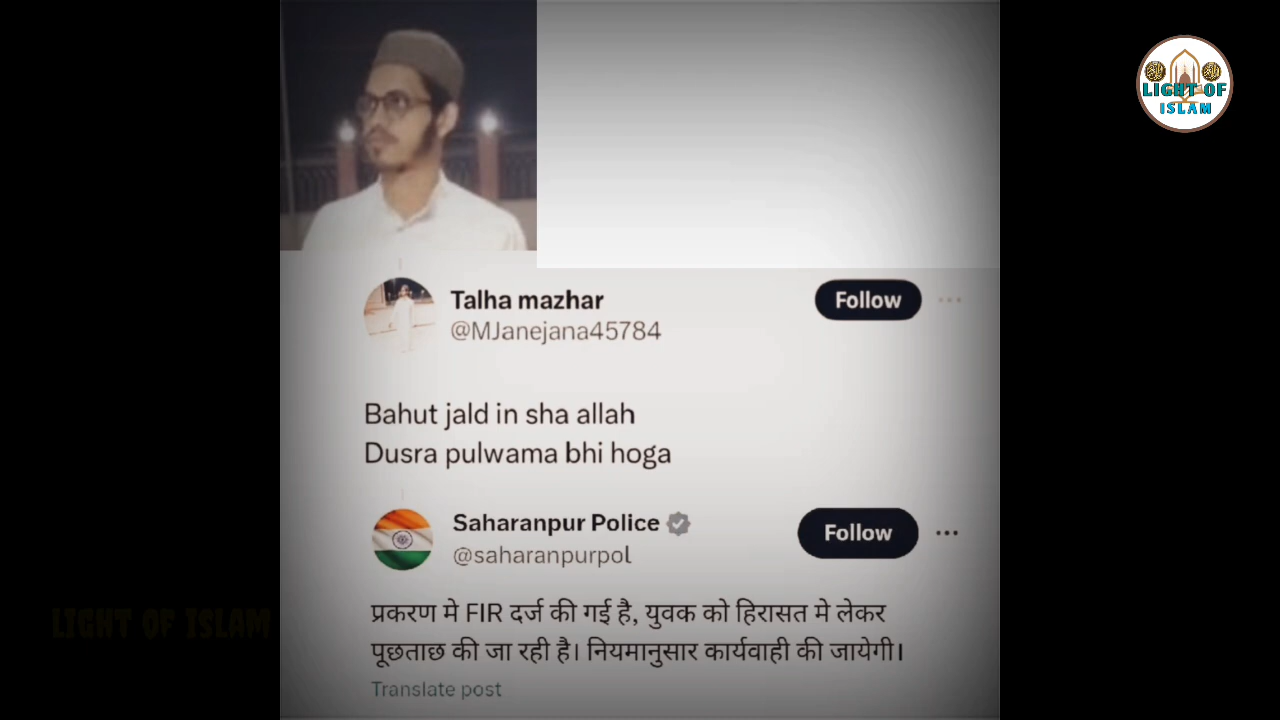 LIGHT OF
ISLAM
Talha mazhar
Follow
@MJanejana45784
Bahut jald in sha allah
Dusra pulwama bhi hoga
Saharanpur Police
Follow
@saharanpurpol
प्रकरण मे FIR दर्ज की गई है, युवक को हिरासत मे लेकर
पूछताछ की जा रही है। नियमानुसार कार्यवाही की जायेगी।
Translate post
LIGHT OF ISLAM